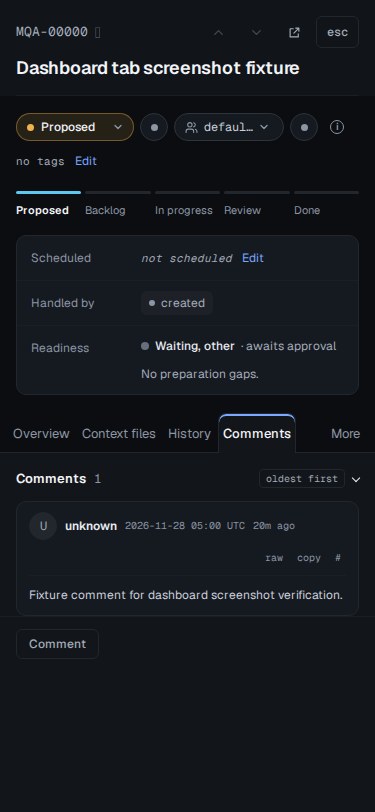 MQA-00000
esc
Dashboard tab screenshot fixture
Proposed
defaul…
no tags Edit
Proposed Backlog In progress Review Done
Scheduled not scheduled Edit
Handled by created
Readiness Waiting, other · awaits approval
No preparation gaps.
Overview Context files History Comments More
Comments 1 oldest first
U unknown 2026-11-28 05:00 UTC 20m ago
raw copy #
Fixture comment for dashboard screenshot verification.
Comment